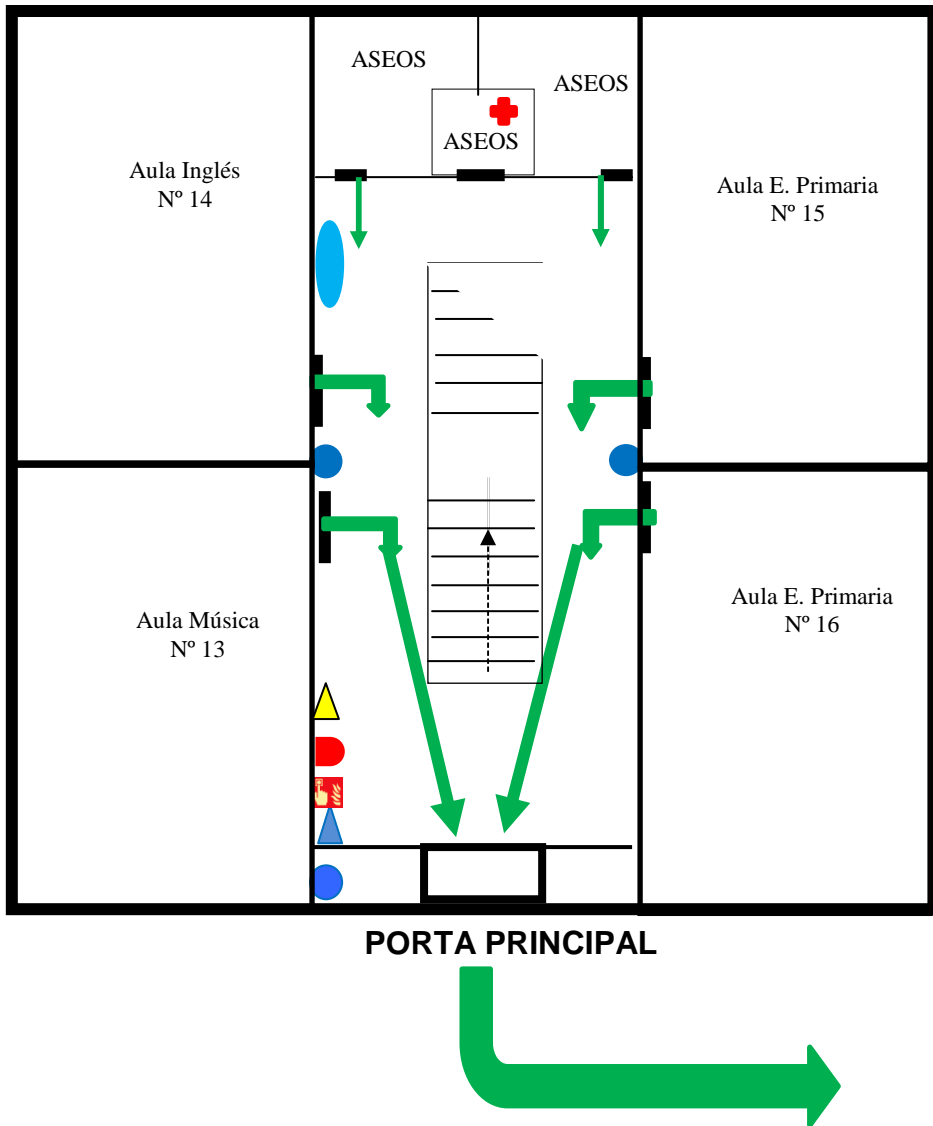 ASEOS
ASEOS
ASEOS
Aula Inglés
Nº 14
Aula E. Primaria
Nº 15
Aula Música
Nº 13
Aula E. Primaria
Nº 16
PORTA PRINCIPAL